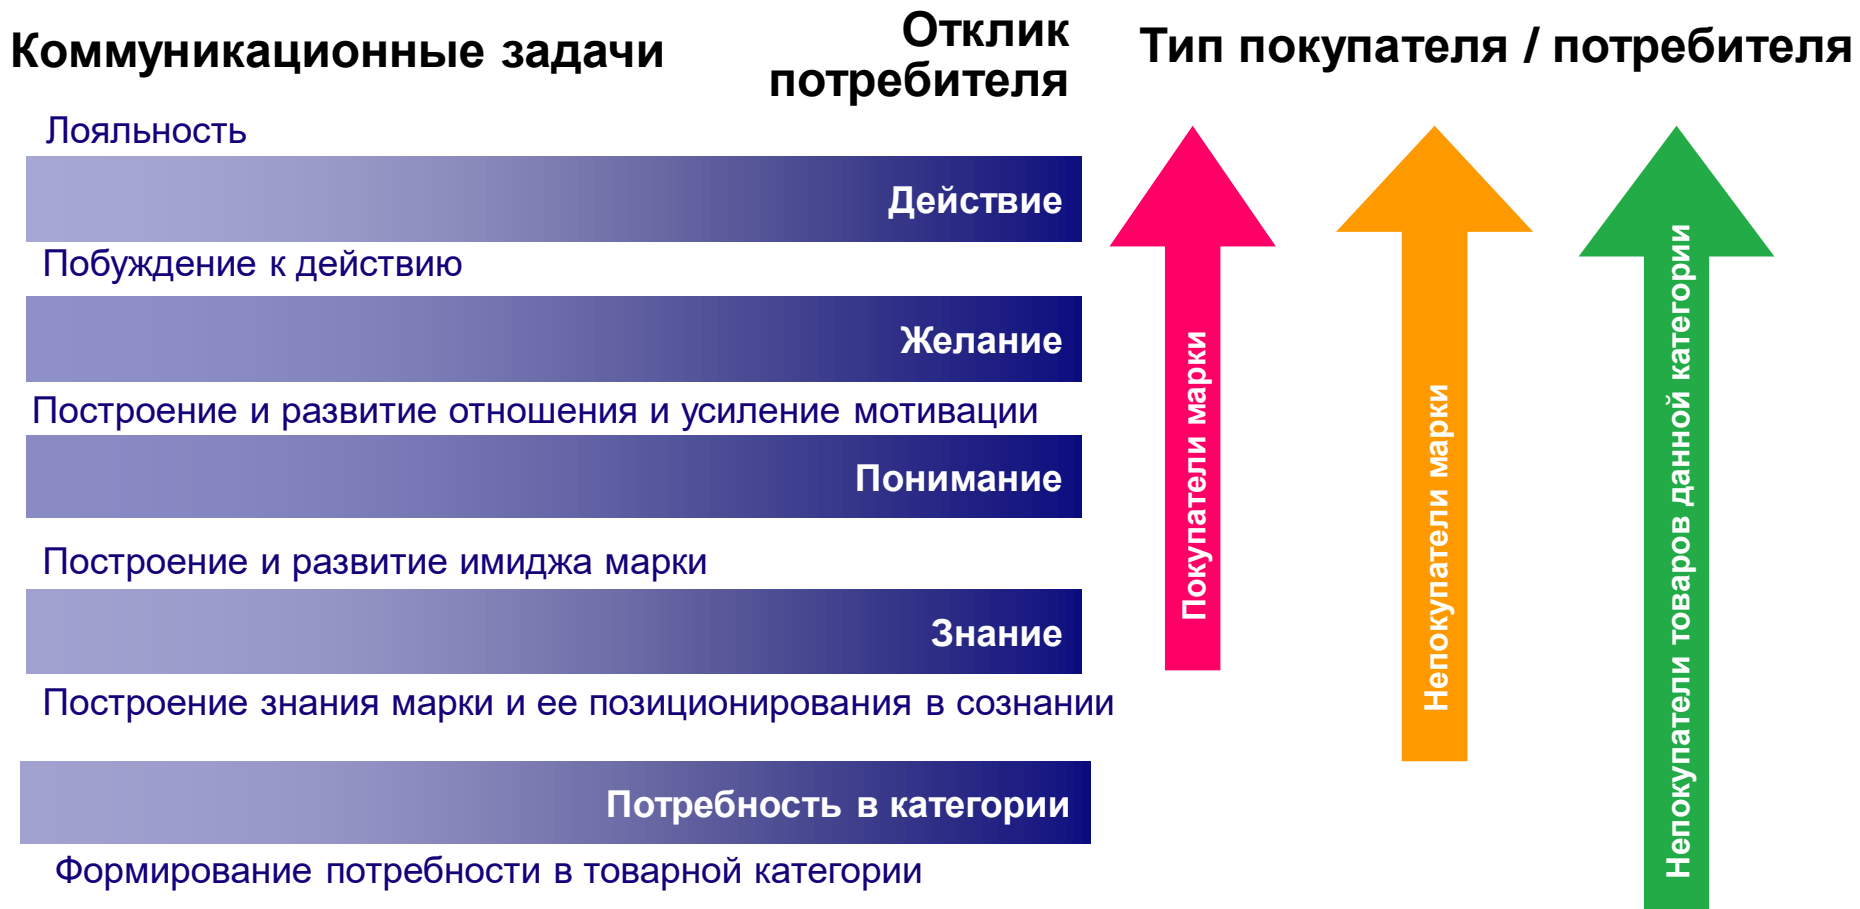 Коммуникационные задачи
Отклик
потребителя
Тип покупателя / потребителя
Лояльность
Действие
Побуждение к действию
Желание
Построение и развитие отношения и усиление мотивации
Понимание
Построение и развитие имиджа марки
Знание
Построение знания марки и ее позиционирования в сознании
Потребность в категории
Формирование потребности в товарной категории
Покупатели марки
Непокупатели марки
Непокупатели товаров данной категории